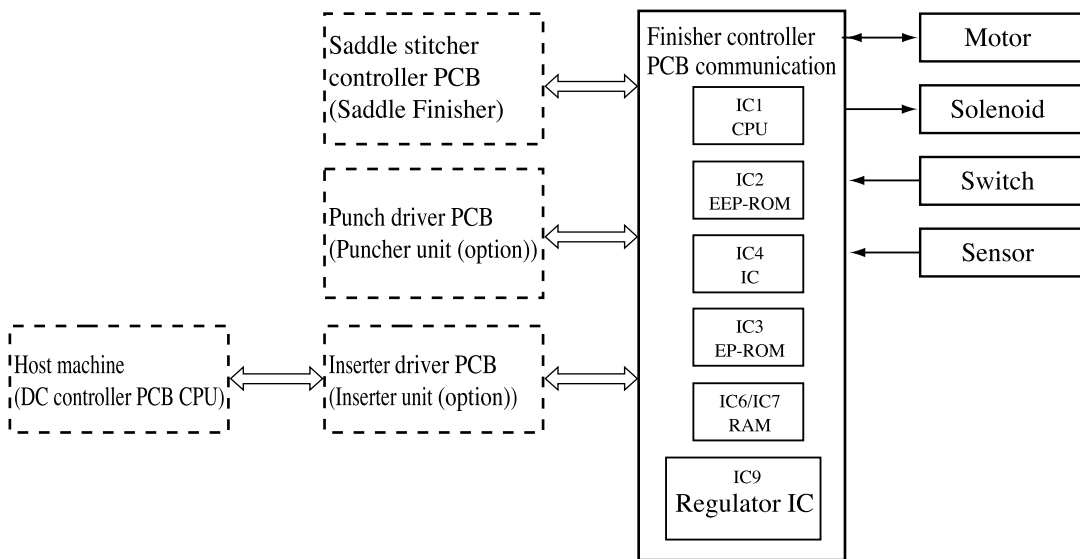 Saddle stitcher
controller PCB
(Saddle Finisher)
Punch driver PCB
(Puncher unit (option))
Host machine
(DC controller PCB CPU)
Inserter driver PCB
(Inserter unit (option))
Finisher controller
PCB communication
IC1
CPU
IC2
EEP-ROM
IC4
IC
IC3
EP-ROM
IC6/IC7
RAM
IC9
Regulator IC
Motor
Solenoid
Switch
Sensor